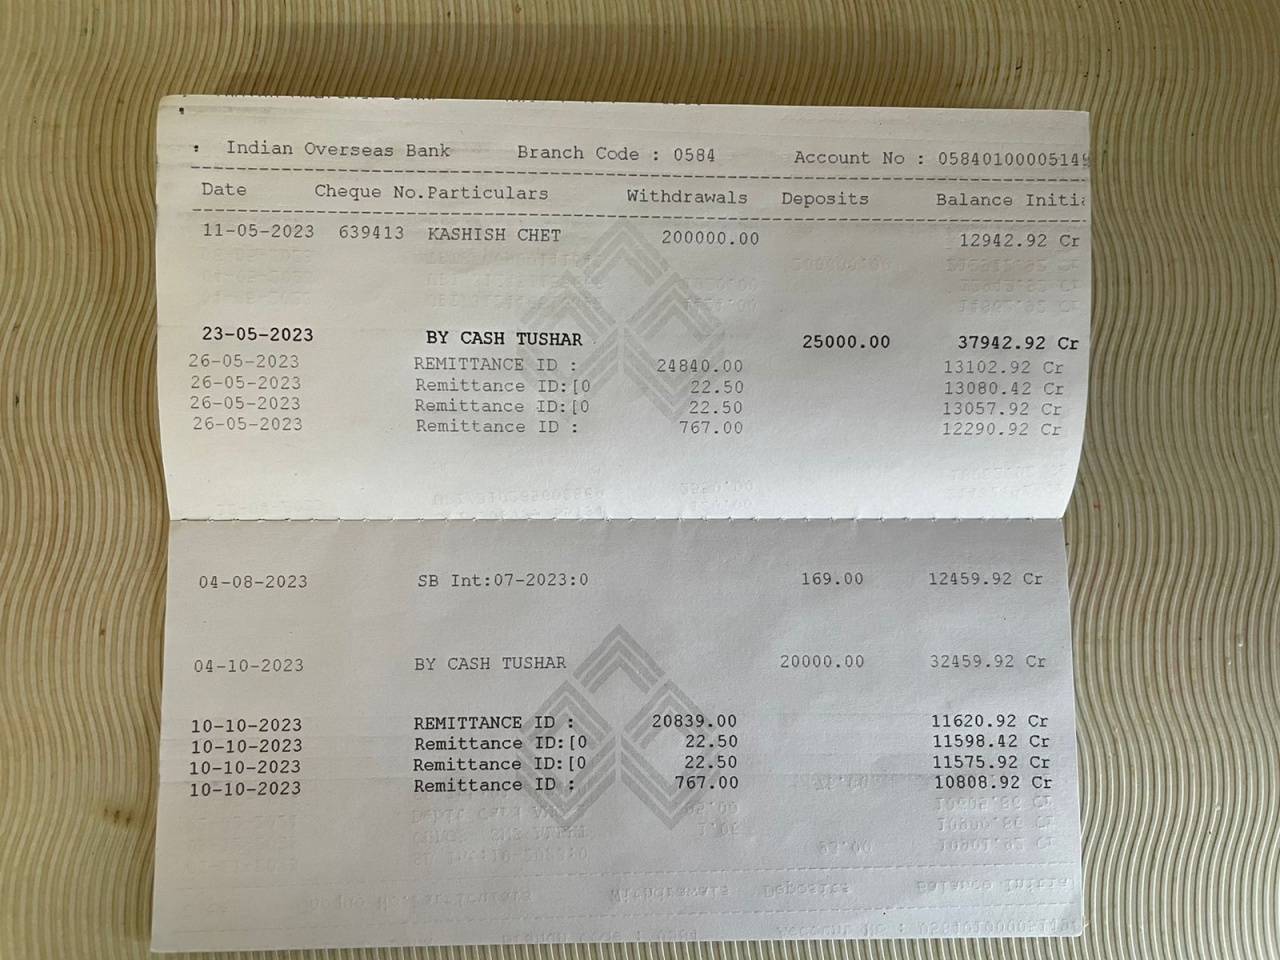 Indian Overseas Bank Branch Code : 0584 Account No : 05840100005149
Date Cheque No. Particulars Withdrawals Deposits Balance Initia
11-05-2023 639413 KASHISH CHET 200000.00 12942.92 Cr
23-05-2023 BY CASH TUSHAR 25000.00 37942.92 Cr
26-05-2023 REMITTANCE ID : 24840.00 13102.92 Cr
26-05-2023 Remittance ID:[0 22.50 13080.42 Cr
26-05-2023 Remittance ID:[0 22.50 13057.92 Cr
26-05-2023 Remittance ID : 767.00 12290.92 Cr
04-08-2023 SB Int:07-2023:0 169.00 12459.92 Cr
04-10-2023 BY CASH TUSHAR 20000.00 32459.92 Cr
10-10-2023 REMITTANCE ID : 20839.00 11620.92 Cr
10-10-2023 Remittance ID:[0 22.50 11598.42 Cr
10-10-2023 Remittance ID:[0 22.50 11575.92 Cr
10-10-2023 Remittance ID : 767.00 10808.92 Cr